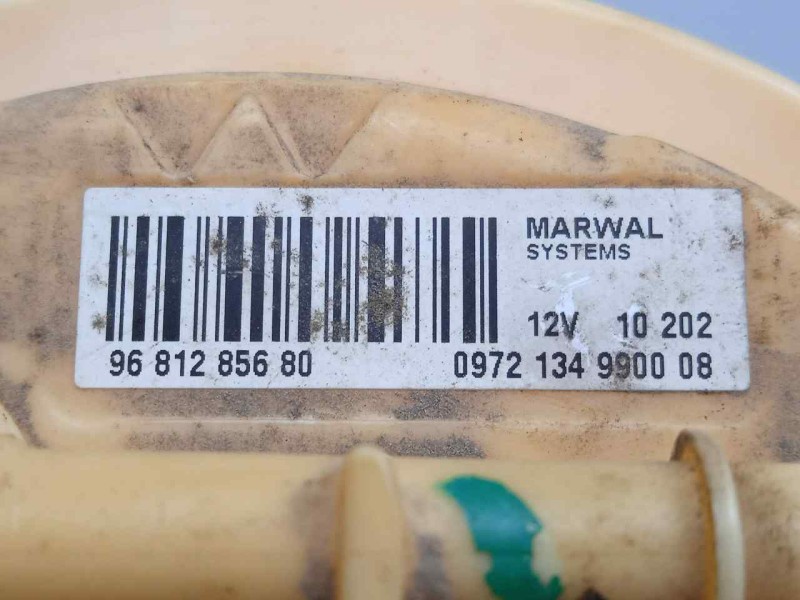 MARWAL
SYSTEMS
12V 10 202
96 812 856 80
0972 134 9900 08